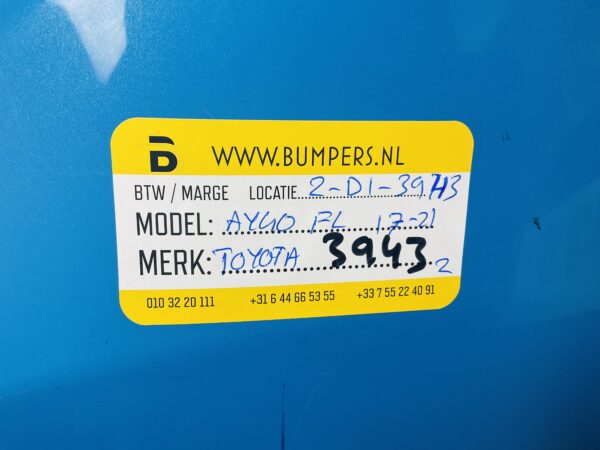 B WWW.BUMPERS.NL
BTW / MARGE LOCATIE 2-D1-3943
MODEL: AYGO FL 17-21
MERK: TOYOTA 3943 2
010 32 20 111 +31 6 44 66 53 55 +33 7 55 22 40 91